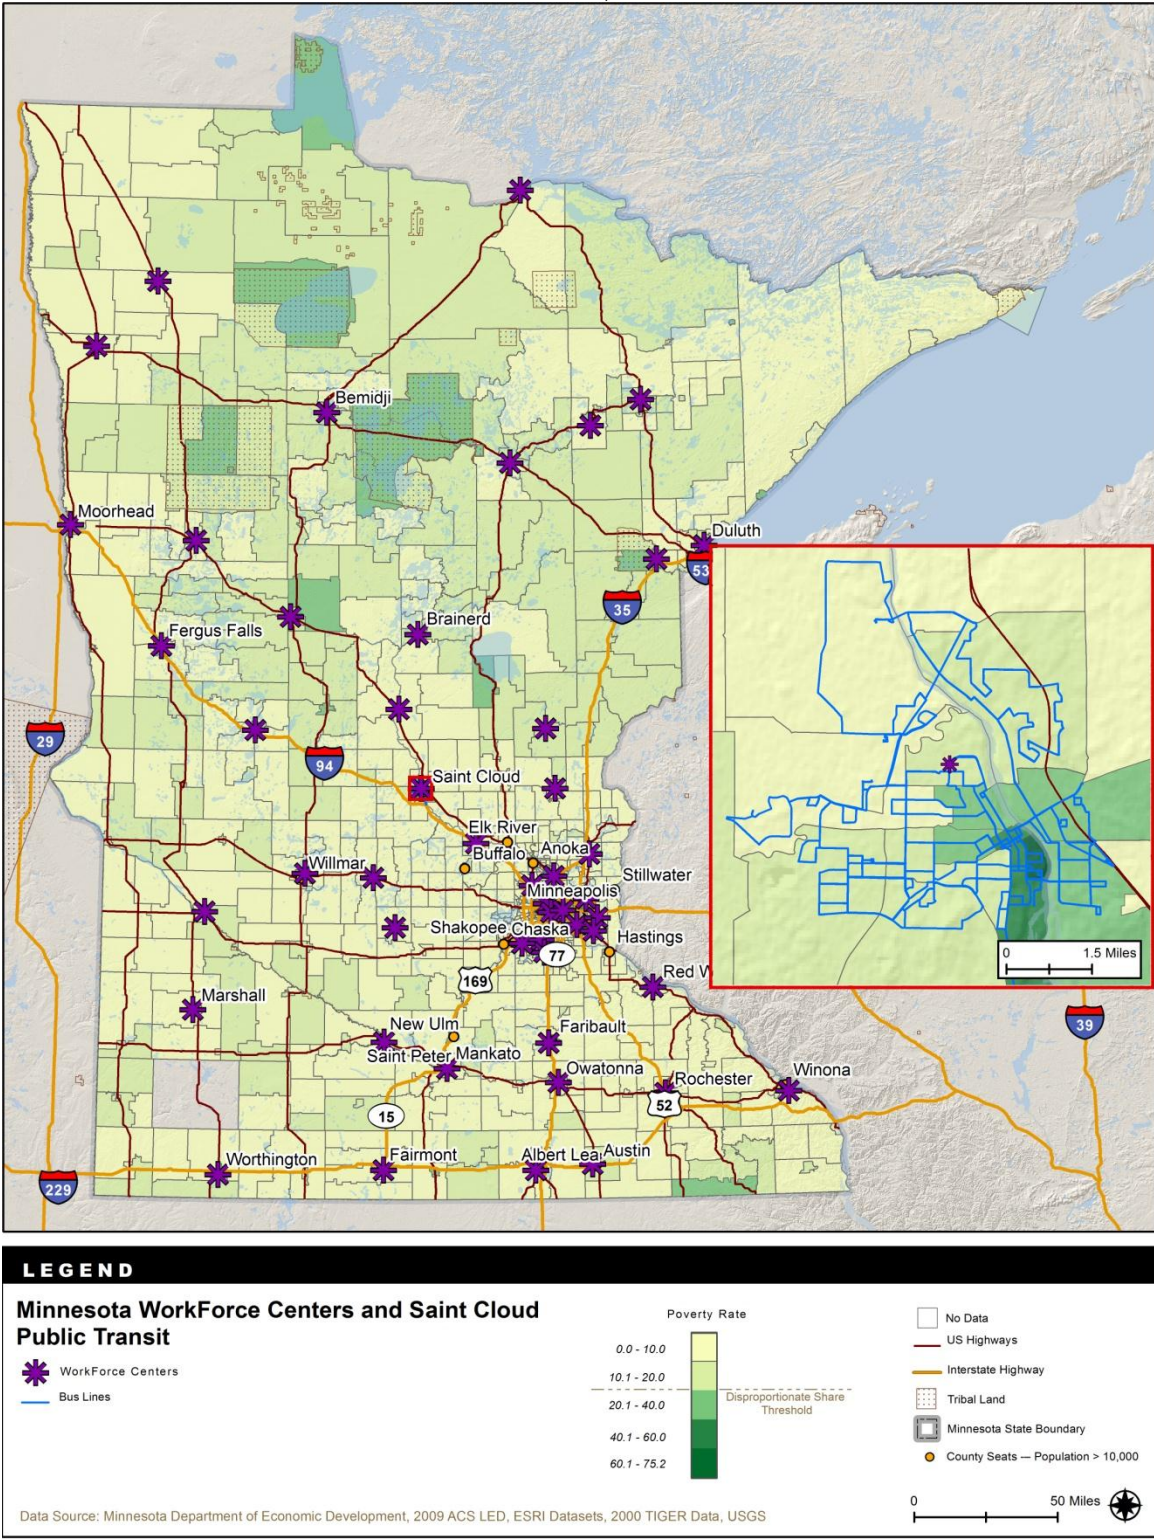 Bemidji
Moorhead
Duluth
53
35
Brainerd
Fergus Falls
29
94
Saint Cloud
Elk River
Buffalo
Anoka
Willmar
Stillwater
Minneapolis
Shakopee
Chaska
Hastings
77
169
Red W
0 1.5 Miles
Marshall
39
New Ulm
Faribault
Saint Peter
Mankato
Owatonna
Rochester
Winona
52
15
Worthington
Fairmont
Albert Lea
Austin
229
LEGEND
Minnesota WorkForce Centers and Saint Cloud
Public Transit
WorkForce Centers
Bus Lines
Poverty Rate
0.0 - 10.0
10.1 - 20.0
20.1 - 40.0
40.1 - 60.0
60.1 - 75.2
Disproportionate Share
Threshold
No Data
US Highways
Interstate Highway
Tribal Land
Minnesota State Boundary
County Seats — Population > 10,000
0 50 Miles
Data Source: Minnesota Department of Economic Development, 2009 ACS LED, ESRI Datasets, 2000 TIGER Data, USGS